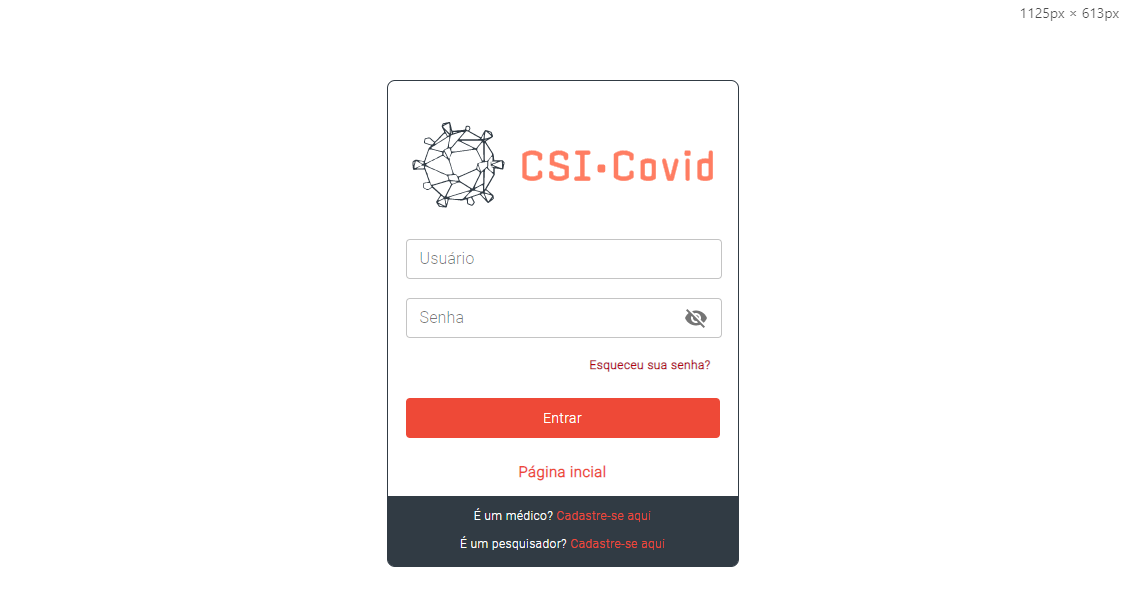 1125px × 613px
CSI·Covid
Usuário
Senha
Esqueceu sua senha?
Entrar
Página incial
É um médico? Cadastre-se aqui
É um pesquisador? Cadastre-se aqui